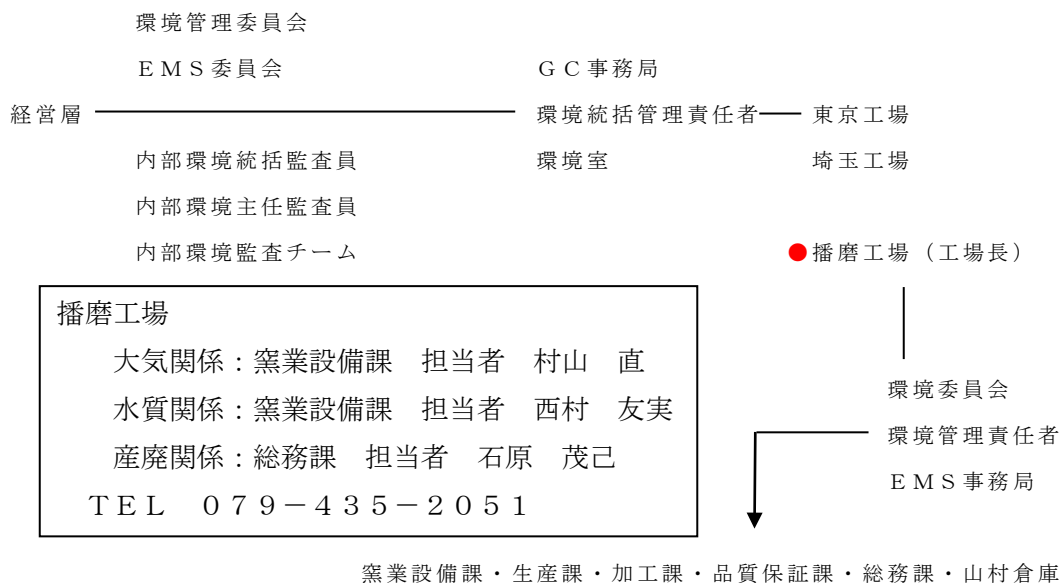 環境管理委員会
ＥＭＳ委員会　ＧＣ事務局
経営層　環境統括管理責任者　東京工場
内部環境統括監査員　環境室　埼玉工場
内部環境主任監査員
内部環境監査チーム　●播磨工場（工場長）
播磨工場
大気関係：窯業設備課　担当者　村山　直
水質関係：窯業設備課　担当者　西村　友実
産廃関係：総務課　担当者　石原　茂己
ＴＥＬ　０７９－４３５－２０５１
環境委員会
環境管理責任者
ＥＭＳ事務局
窯業設備課・生産課・加工課・品質保証課・総務課・山村倉庫